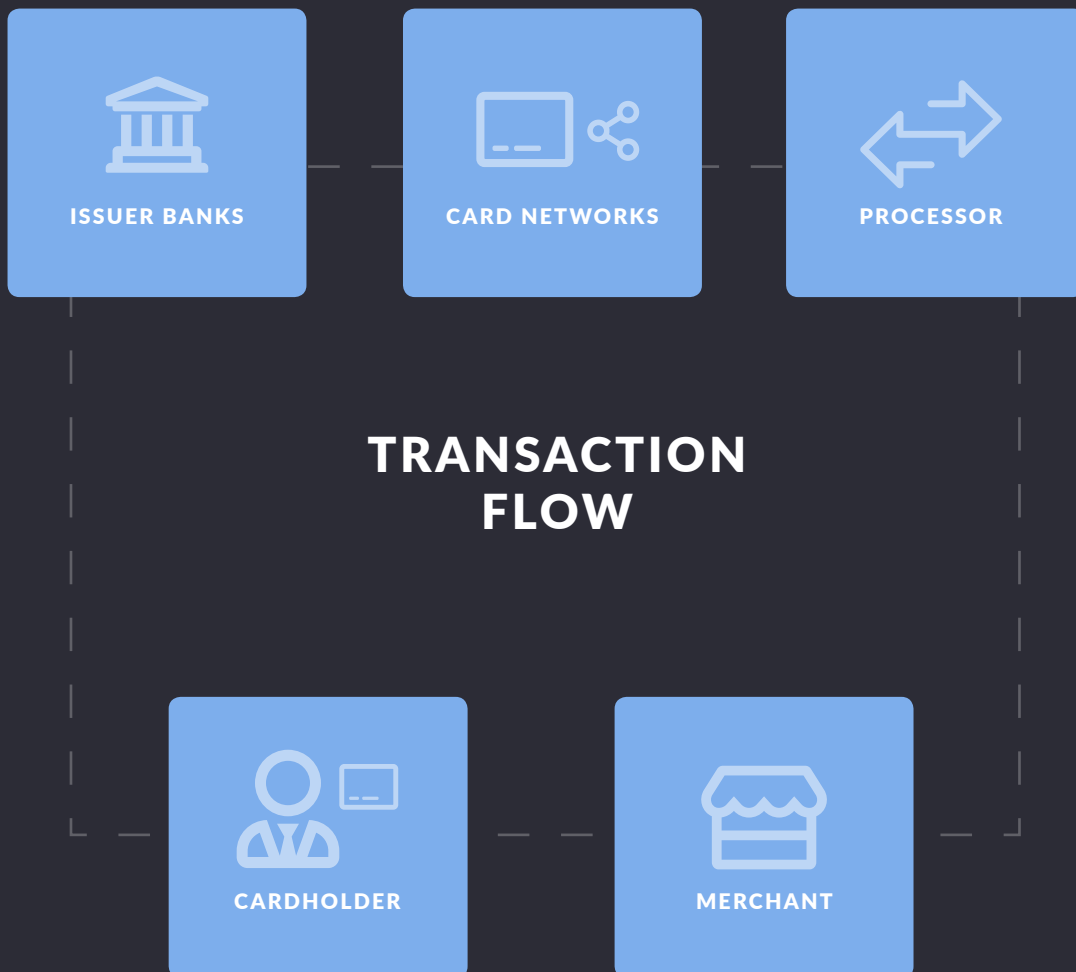 ISSUER BANKS
CARD NETWORKS
PROCESSOR
TRANSACTION
FLOW
CARDHOLDER
MERCHANT